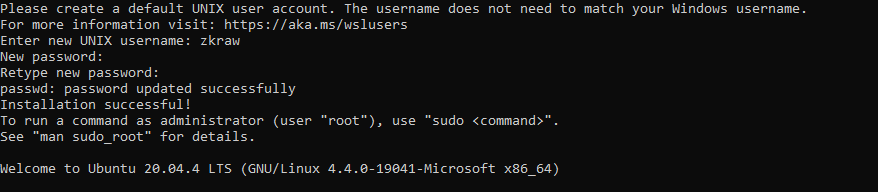 Please create a default UNIX user account. The username does not need to match your Windows username.
For more information visit: https://aka.ms/wslusers
Enter new UNIX username: zkraw
New password:
Retype new password:
passwd: password updated successfully
Installation successful!
To run a command as administrator (user "root"), use "sudo <command>".
See "man sudo_root" for details.
Welcome to Ubuntu 20.04.4 LTS (GNU/Linux 4.4.0-19041-Microsoft x86_64)